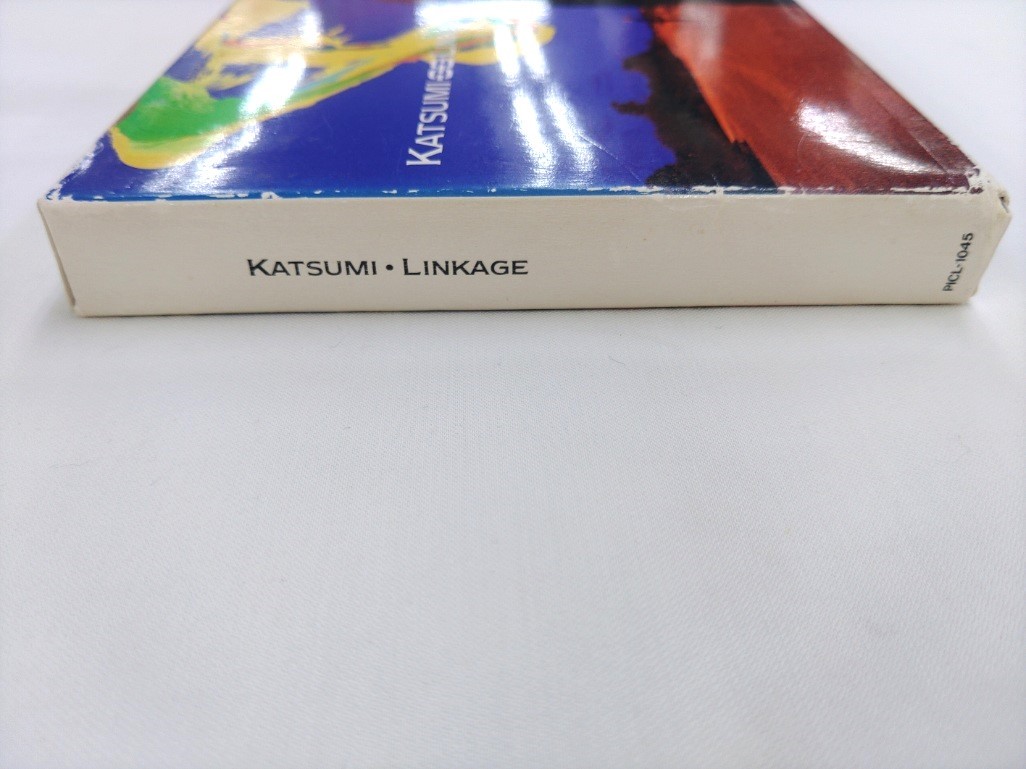 KATSUMI
KATSUMI • LINKAGE
PICL-1045